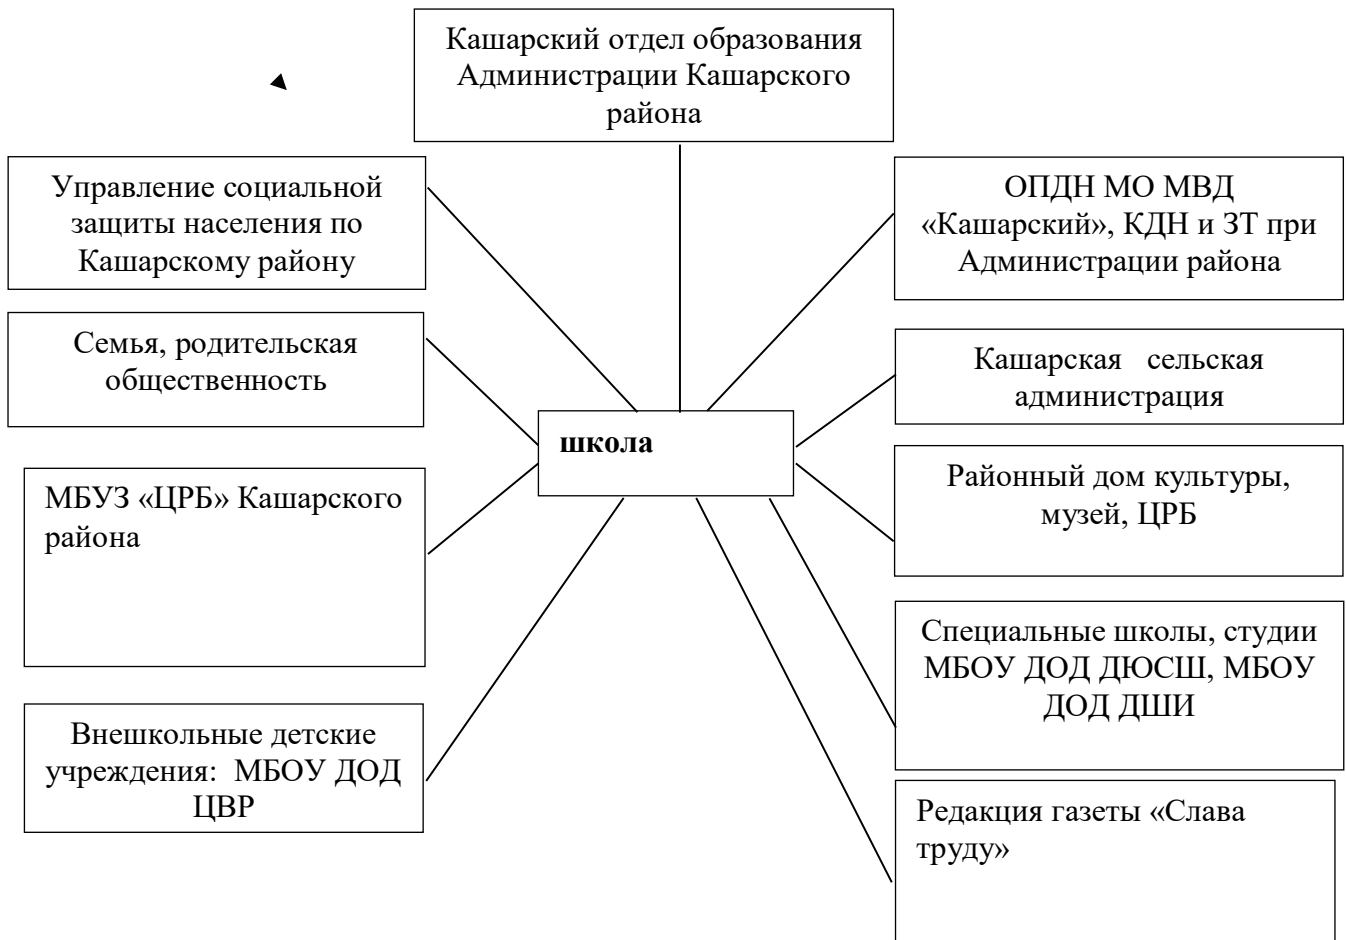 Кашарский отдел образования
Администрации Кашарского
района
Управление социальной
защиты населения по
Кашарскому району
ОПДН МО МВД
«Кашарский», КДН и ЗТ при
Администрации района
Семья, родительская
общественность
Кашарская сельская
администрация
школа
МБУЗ «ЦРБ» Кашарского
района
Районный дом культуры,
музей, ЦРБ
Специальные школы, студии
МБОУ ДОД ДЮСШ, МБОУ
ДОД ДШИ
Внешкольные детские
учреждения: МБОУ ДОД
ЦВР
Редакция газеты «Слава
труду»